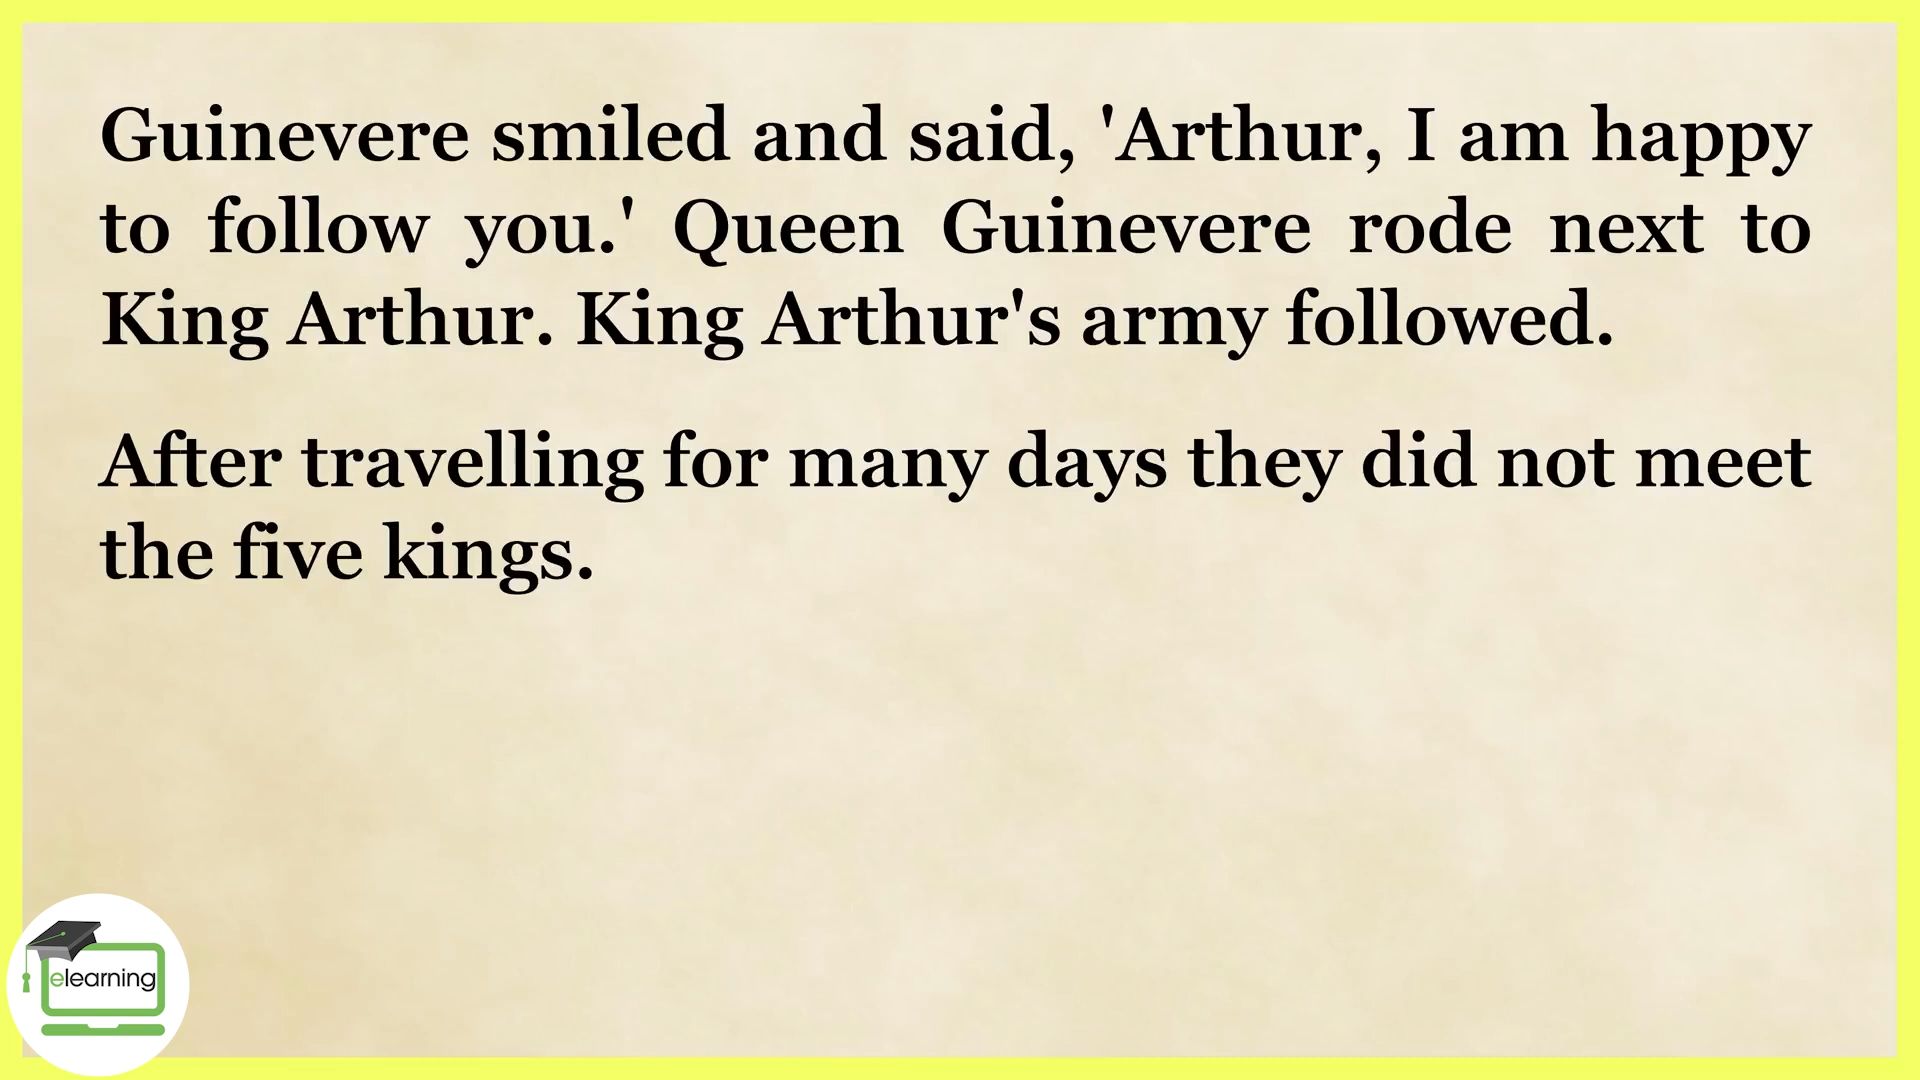 Guinevere smiled and said, 'Arthur, I am happy
to follow you.' Queen Guinevere rode next to
King Arthur. King Arthur's army followed.
After travelling for many days they did not meet
the five kings.
elearning